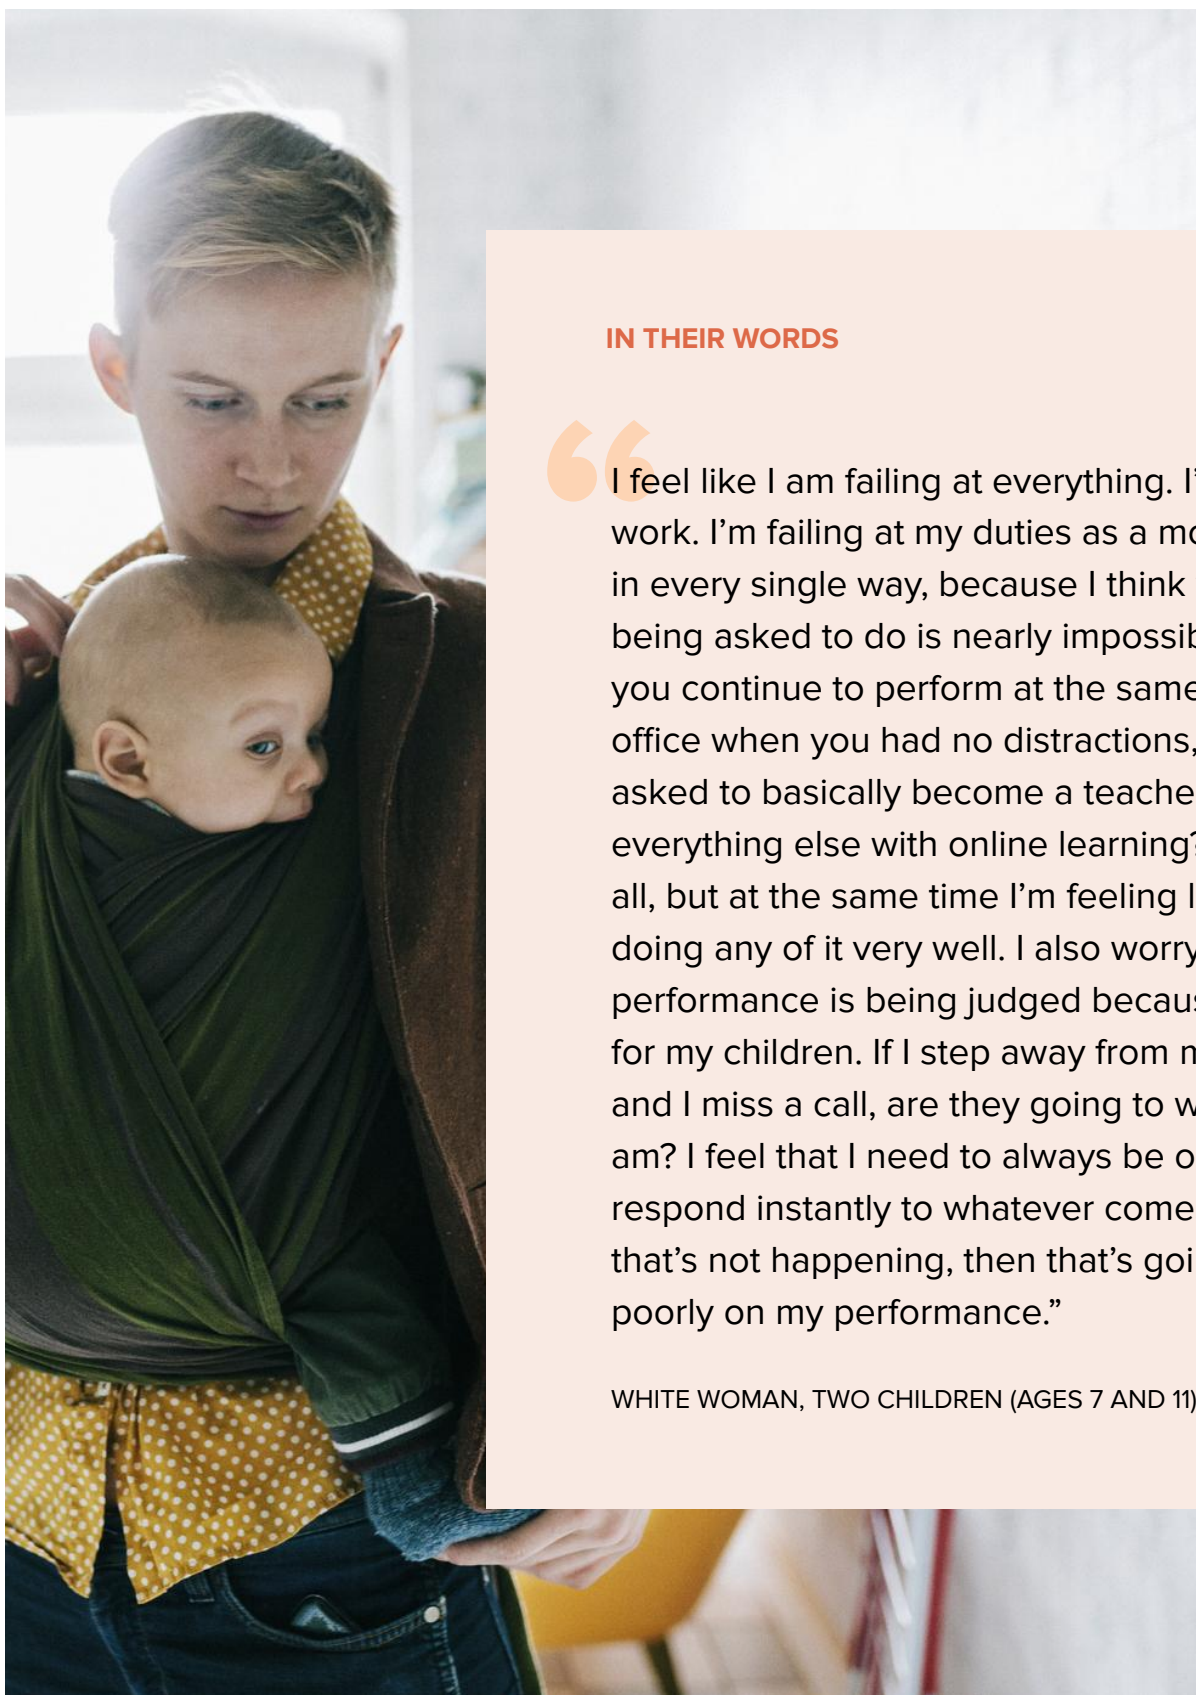 IN THEIR WORDS
“
I feel like I am failing at everything.
work. I’m failing at my duties as a
in every single way, because I think
being asked to do is nearly
you continue to perform at the same
office when you had no distractions,
asked to basically become a
everything else with online learning?
all, but at the same time I’m feeling
doing any of it very well. I also worry
performance is being judged
for my children. If I step away from
and I miss a call, are they going to
am? I feel that I need to always be
respond instantly to whatever
that’s not happening, then that’s
poorly on my performance.”
WHITE WOMAN, TWO CHILDREN (AGES 7 AND 11)